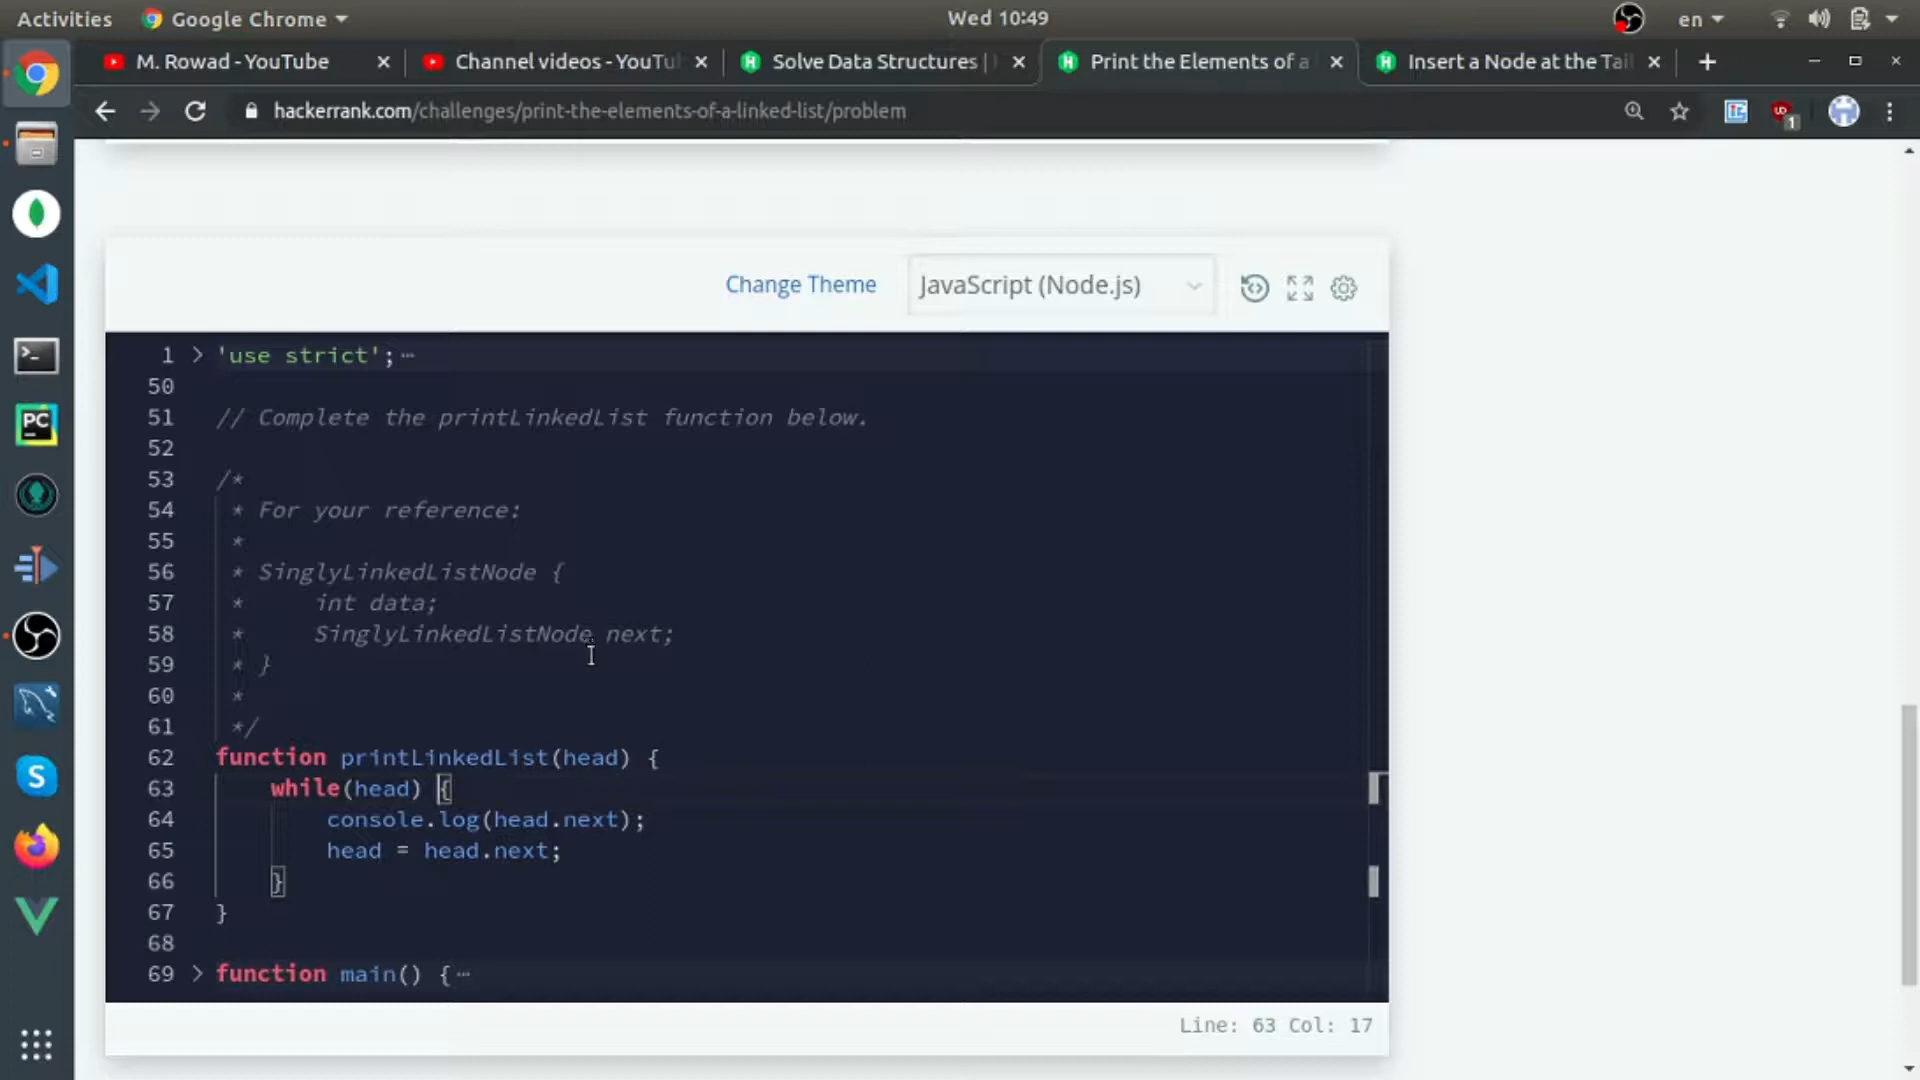 Activities Google Chrome Wed 10:49 en
M. Rowad - YouTube Channel videos - YouTu Solve Data Structures | Print the Elements of a Insert a Node at the Tail
hackerrank.com/challenges/print-the-elements-of-a-linked-list/problem 1
Change Theme JavaScript (Node.js)
1 > 'use strict'; ⋯
50
51 // Complete the printLinkedList function below.
52
53 /*
54 * For your reference:
55 *
56 * SinglyLinkedListNode {
57 * int data;
58 * SinglyLinkedListNode next;
59 * }
60 *
61 */
62 function printLinkedList(head) {
63 while(head) {
64 console.log(head.next);
65 head = head.next;
66 }
67 }
68
69 > function main() { ⋯
Line: 63 Col: 17
PC
S